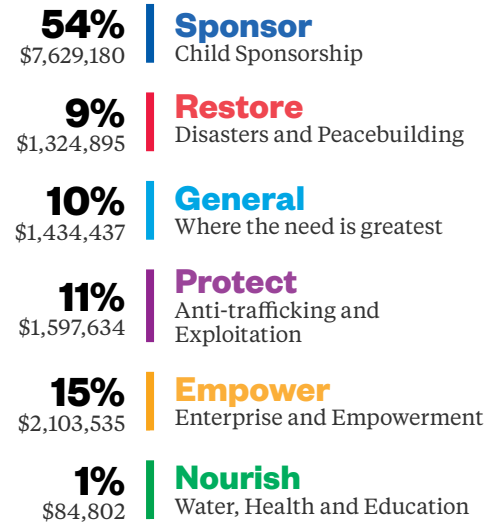 54%
$7,629,180
Sponsor
Child Sponsorship
9%
$1,324,895
Restore
Disasters and Peacebuilding
10%
$1,434,437
General
Where the need is greatest
11%
$1,597,634
Protect
Anti-trafficking and
Exploitation
15%
$2,103,535
Empower
Enterprise and Empowerment
1%
$84,802
Nourish
Water, Health and Education